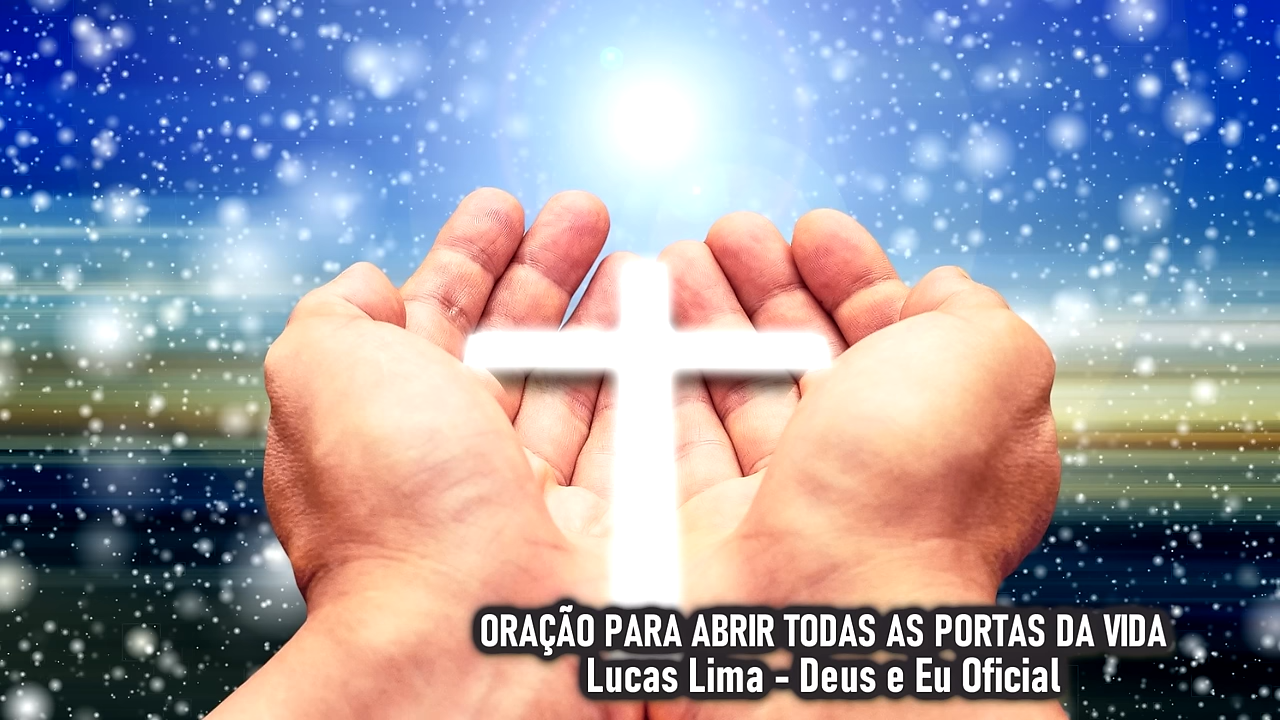 ORAÇÃO PARA ABRIR TODAS AS PORTAS DA VIDA
Lucas Lima - Deus e Eu Oficial